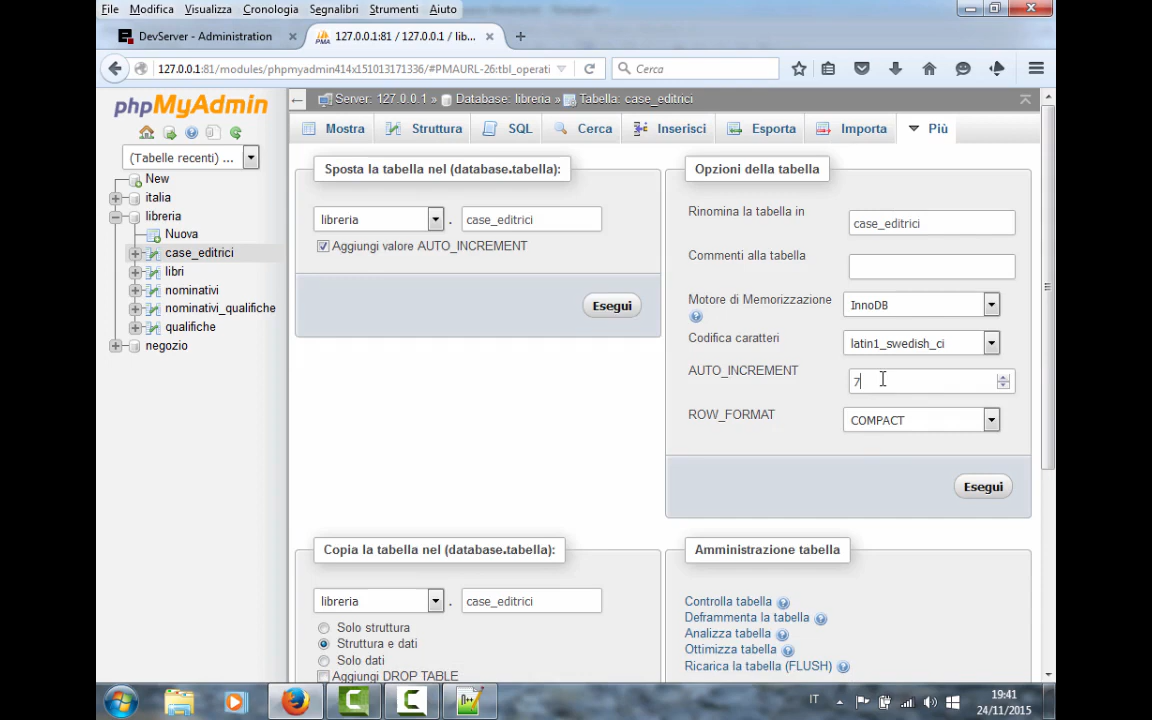 File Modifica Visualizza Cronologia Segnalibri Strumenti Aiuto
DevServer - Administration
127.0.0.1:81 / 127.0.0.1 / lib...
127.0.0.1:81/modules/phpmyadmin414x151013171336/#PMAURL-26:tbl_operati
Cerca
phpMyAdmin
(Tabelle recenti) ...
New
italia
libreria
Nuova
case_editrici
libri
nominativi
nominativi_qualifiche
qualifiche
negozio
Server: 127.0.0.1 » Database: libreria » Tabella: case_editrici
Mostra Struttura SQL Cerca Inserisci Esporta Importa Più
Sposta la tabella nel (database.tabella):
libreria . case_editrici
Aggiungi valore AUTO_INCREMENT
Esegui
Opzioni della tabella
Rinomina la tabella in case_editrici
Commenti alla tabella
Motore di Memorizzazione InnoDB
Codifica caratteri latin1_swedish_ci
AUTO_INCREMENT 7
ROW_FORMAT COMPACT
Esegui
Copia la tabella nel (database.tabella):
libreria . case_editrici
Solo struttura
Struttura e dati
Solo dati
Aggiungi DROP TABLE
Amministrazione tabella
Controlla tabella
Deframmenta la tabella
Analizza tabella
Ottimizza tabella
Ricarica la tabella (FLUSH)
IT
19:41
24/11/2015